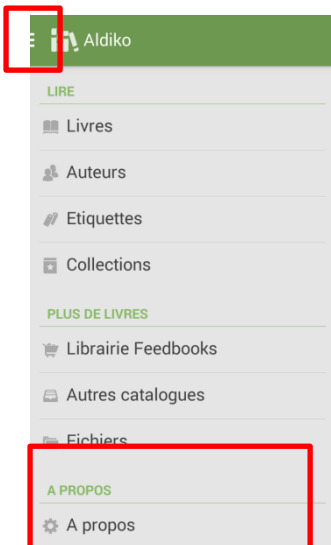 Aldiko
LIRE
Livres
Auteurs
Etiquettes
Collections
PLUS DE LIVRES
Librairie Feedbooks
Autres catalogues
Fichiers
A PROPOS
A propos